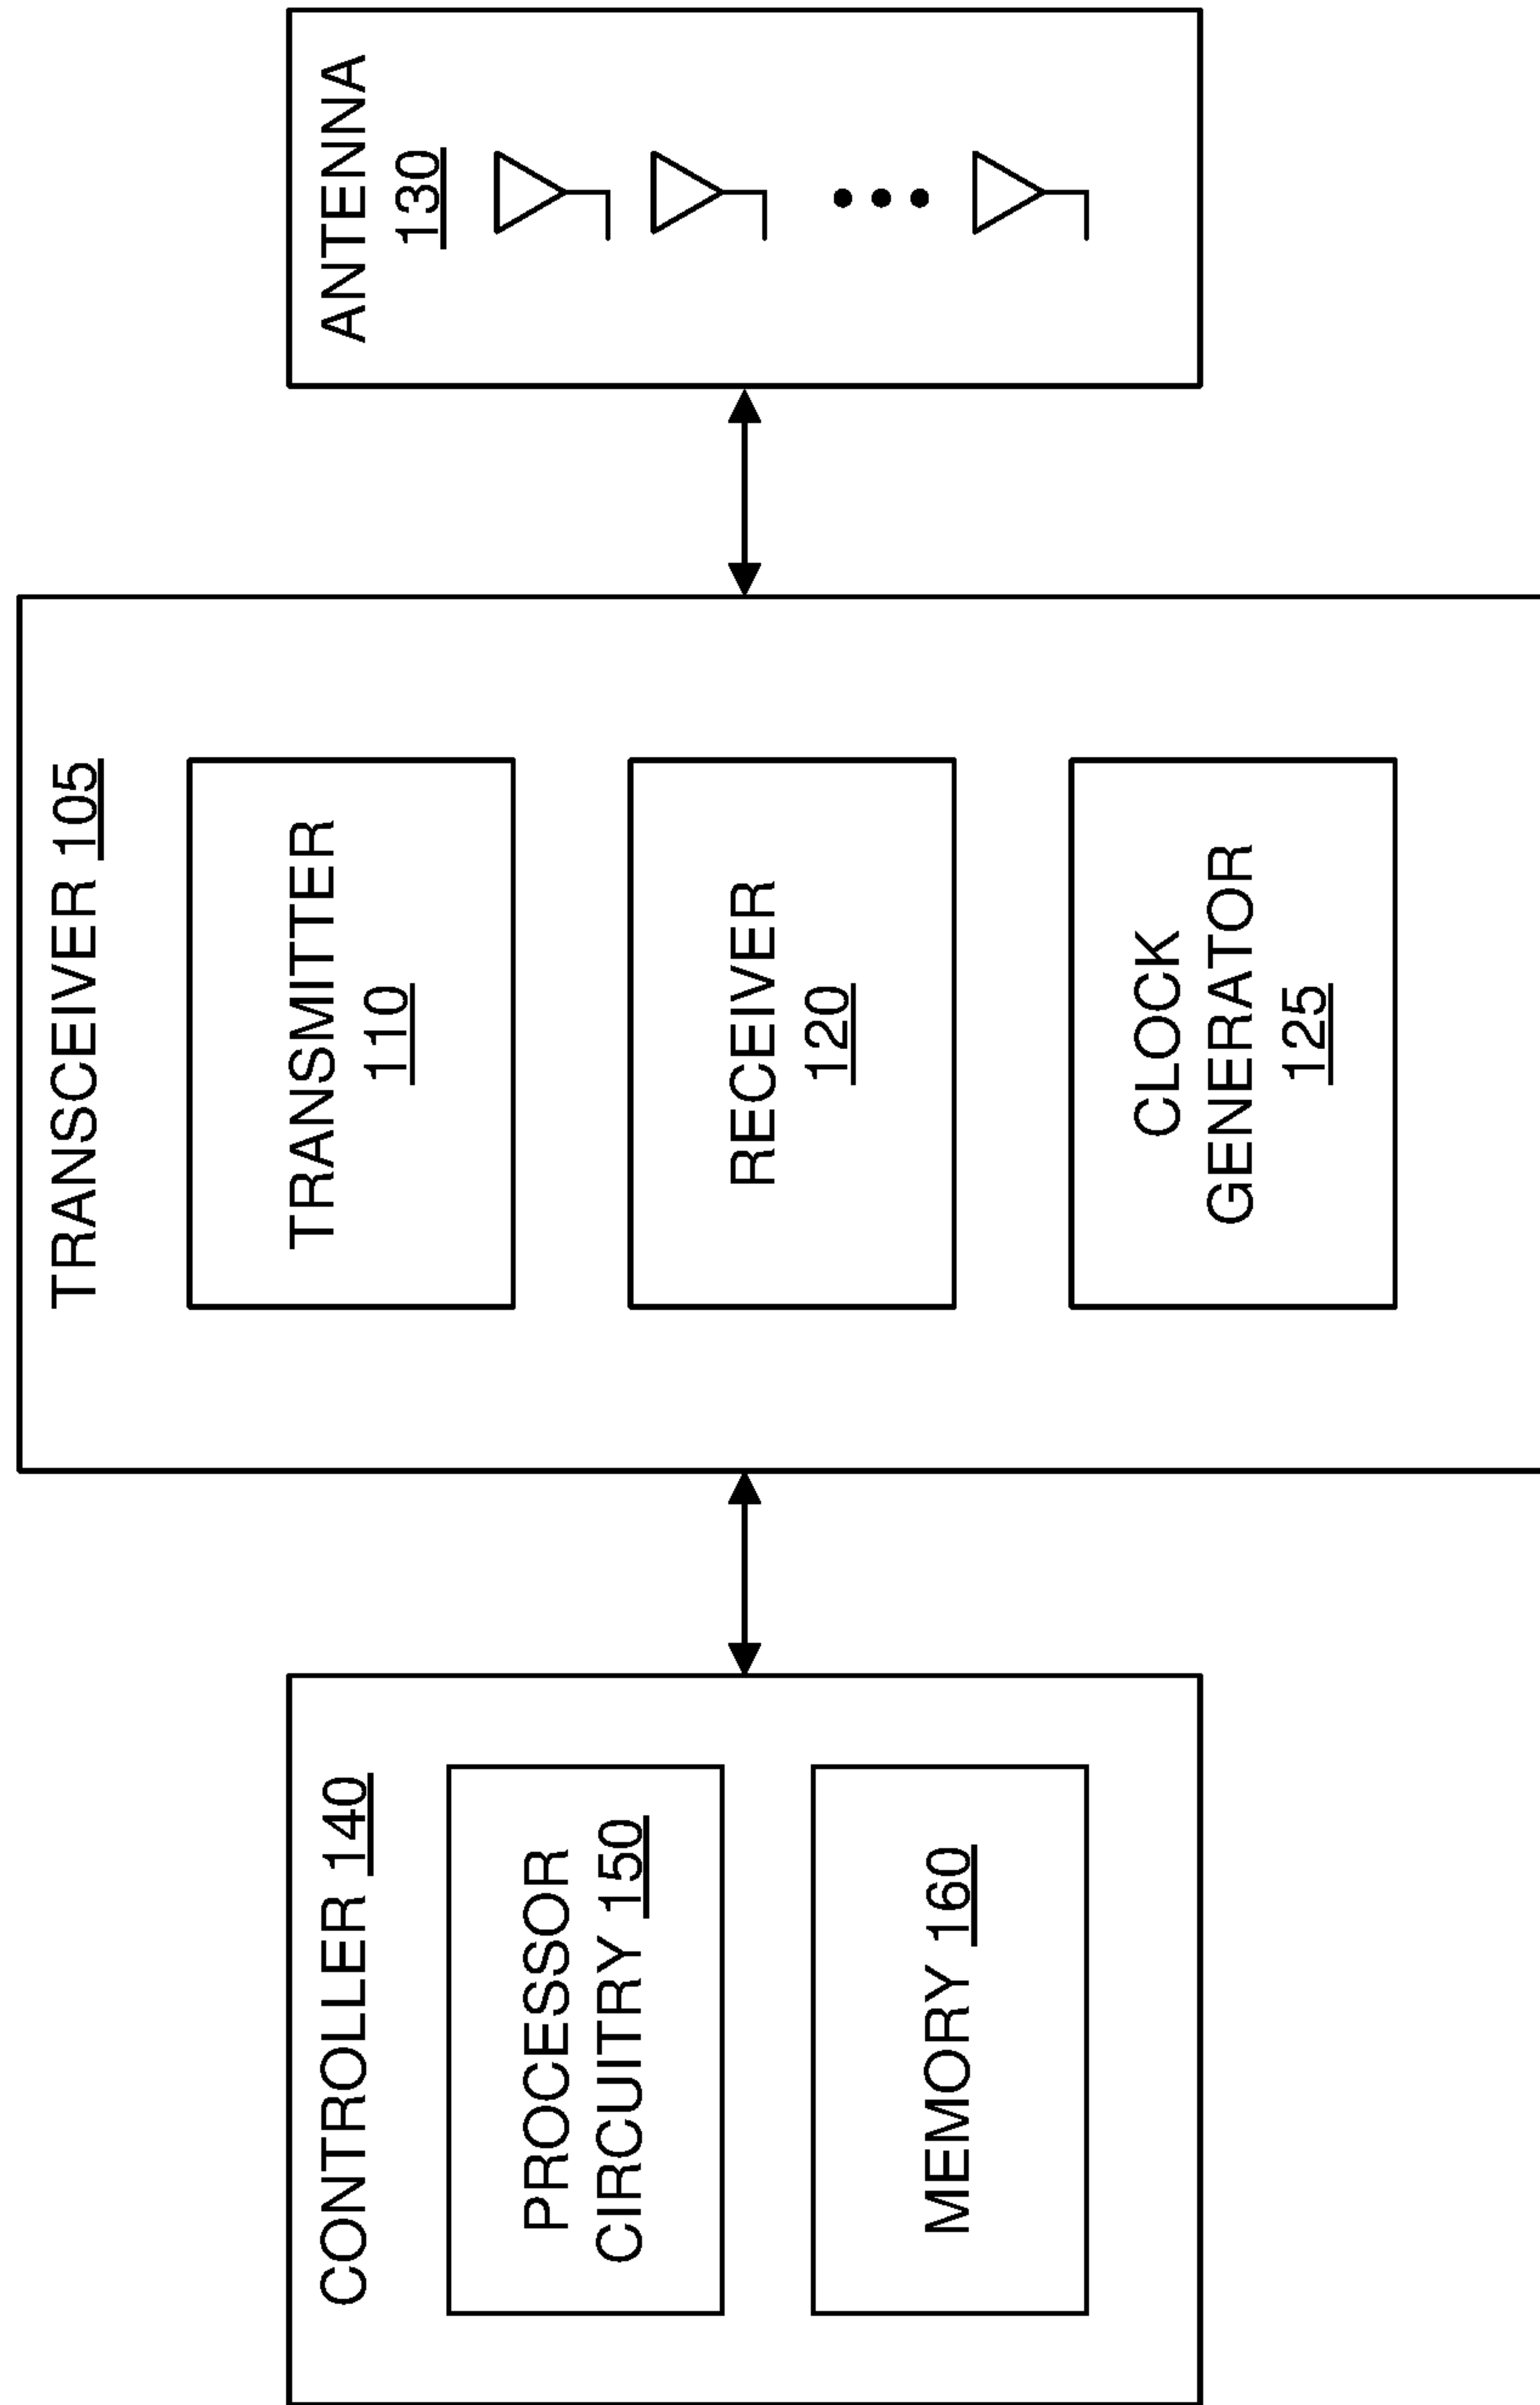 CONTROLLER 140
PROCESSOR
CIRCUITRY 150
MEMORY 160
TRANSCEIVER 105
TRANSMITTER
110
RECEIVER
120
CLOCK
GENERATOR
125
ANTENNA
130